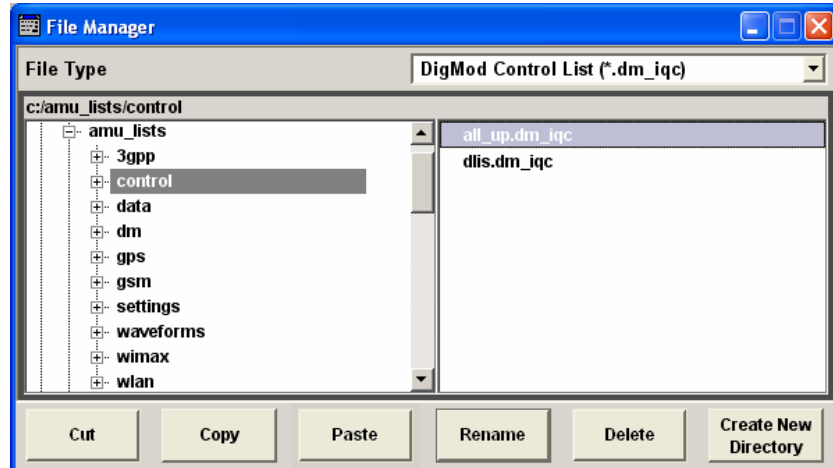 File Manager
File Type
DigMod Control List (*.dm_iqc)
c:/amu_lists/control
amu_lists
3gpp
control
data
dm
gps
gsm
settings
waveforms
wimax
wlan
all_up.dm_iqc
dlis.dm_iqc
Cut
Copy
Paste
Rename
Delete
Create New
Directory